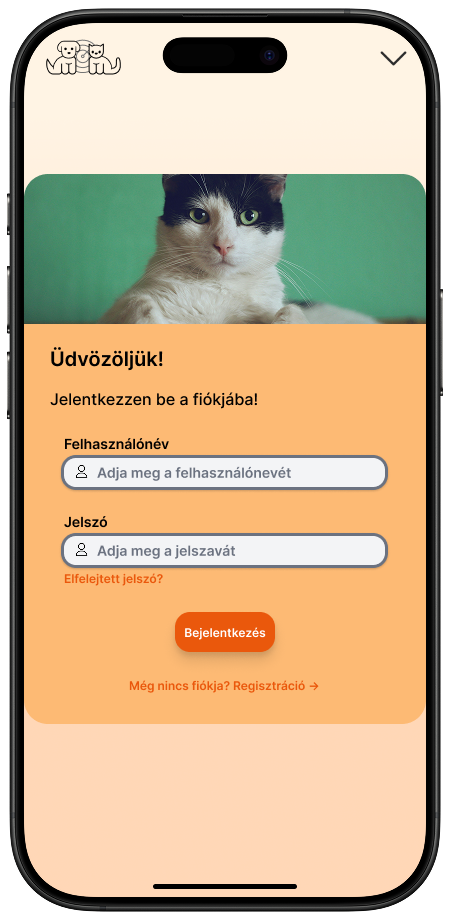 Üdvözöljük!
Jelentkezzen be a fiókjába!
Felhasználónév
Adja meg a felhasználónevét
Jelszó
Adja meg a jelszavát
Elfelejtett jelszó?
Bejelentkezés
Még nincs fiókja? Regisztráció →